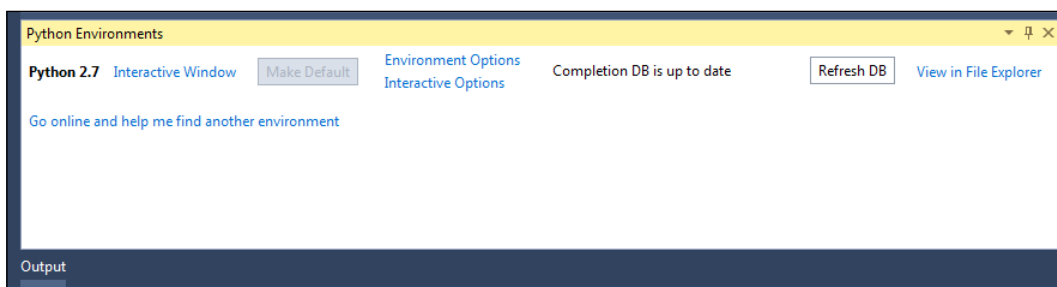 Python Environments
Python 2.7 Interactive Window Make Default Environment Options Completion DB is up to date Refresh DB View in File Explorer
Interactive Options
Go online and help me find another environment
Output